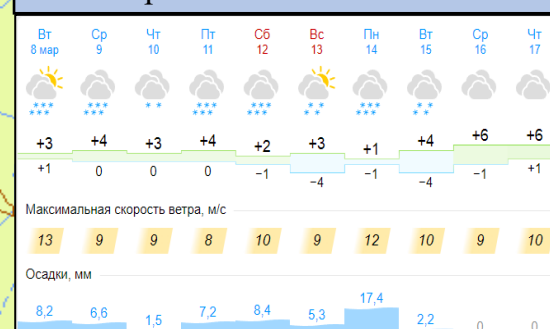 Вт Ср Чт Пт Сб Вс Пн Вт Ср Чт
8 мар 9 10 11 12 13 14 15 16 17
+3 +4 +3 +4 +2 +3 +1 +4 +6 +6
+1 0 0 0 −1 −4 −1 −4 −1 +1
Максимальная скорость ветра, м/с
13 9 9 8 10 9 12 10 9 10
Осадки, мм
8,2 6,6 1,5 7,2 8,4 5,3 17,4 2,2 0 0